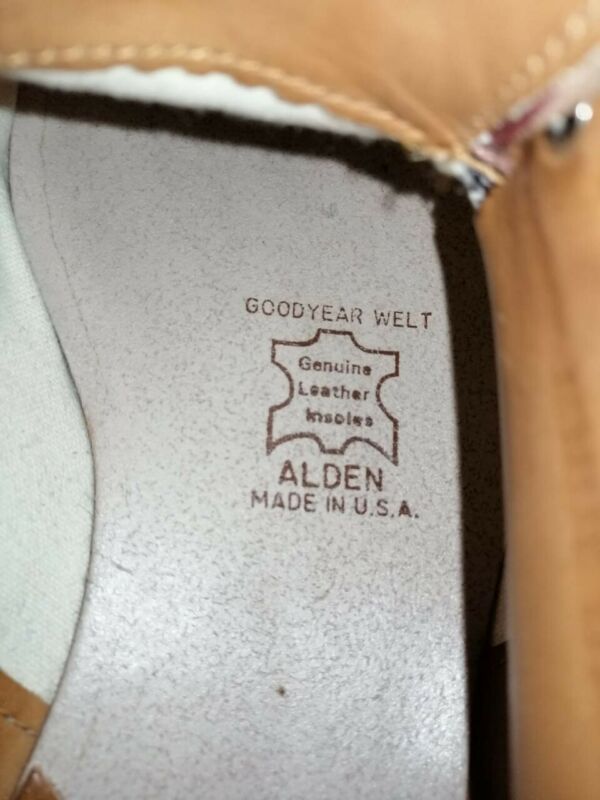 GOODYEAR WELT
Genuine
Leather
Insoles
ALDEN
MADE IN U.S.A.